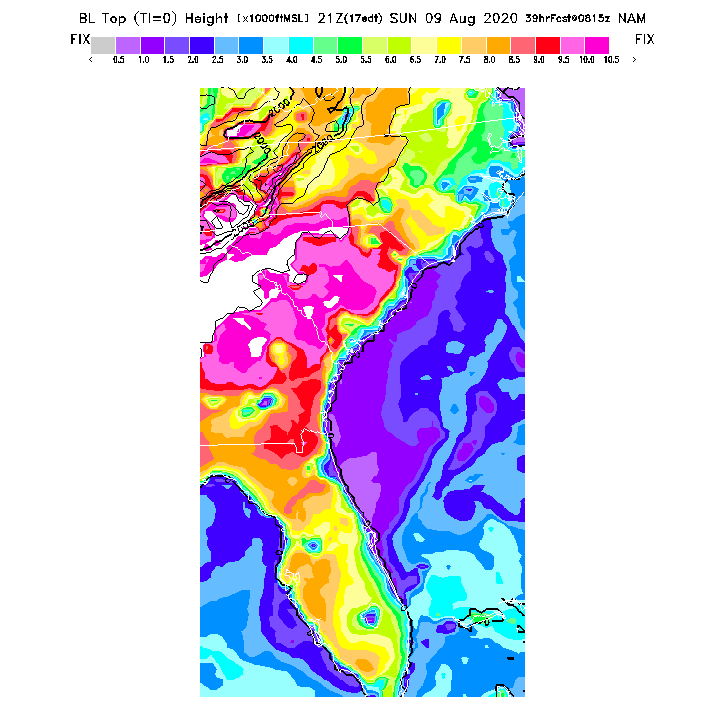 BL Top (TI=0) Height [x1000ftMSL] 21Z(17edt) SUN 09 Aug 2020 39hrFcst@0815z NAM
FIX FIX
< 0.5 1.0 1.5 2.0 2.5 3.0 3.5 4.0 4.5 5.0 5.5 6.0 6.5 7.0 7.5 8.0 8.5 9.0 9.5 10.0 10.5 >
2000
2000
2000